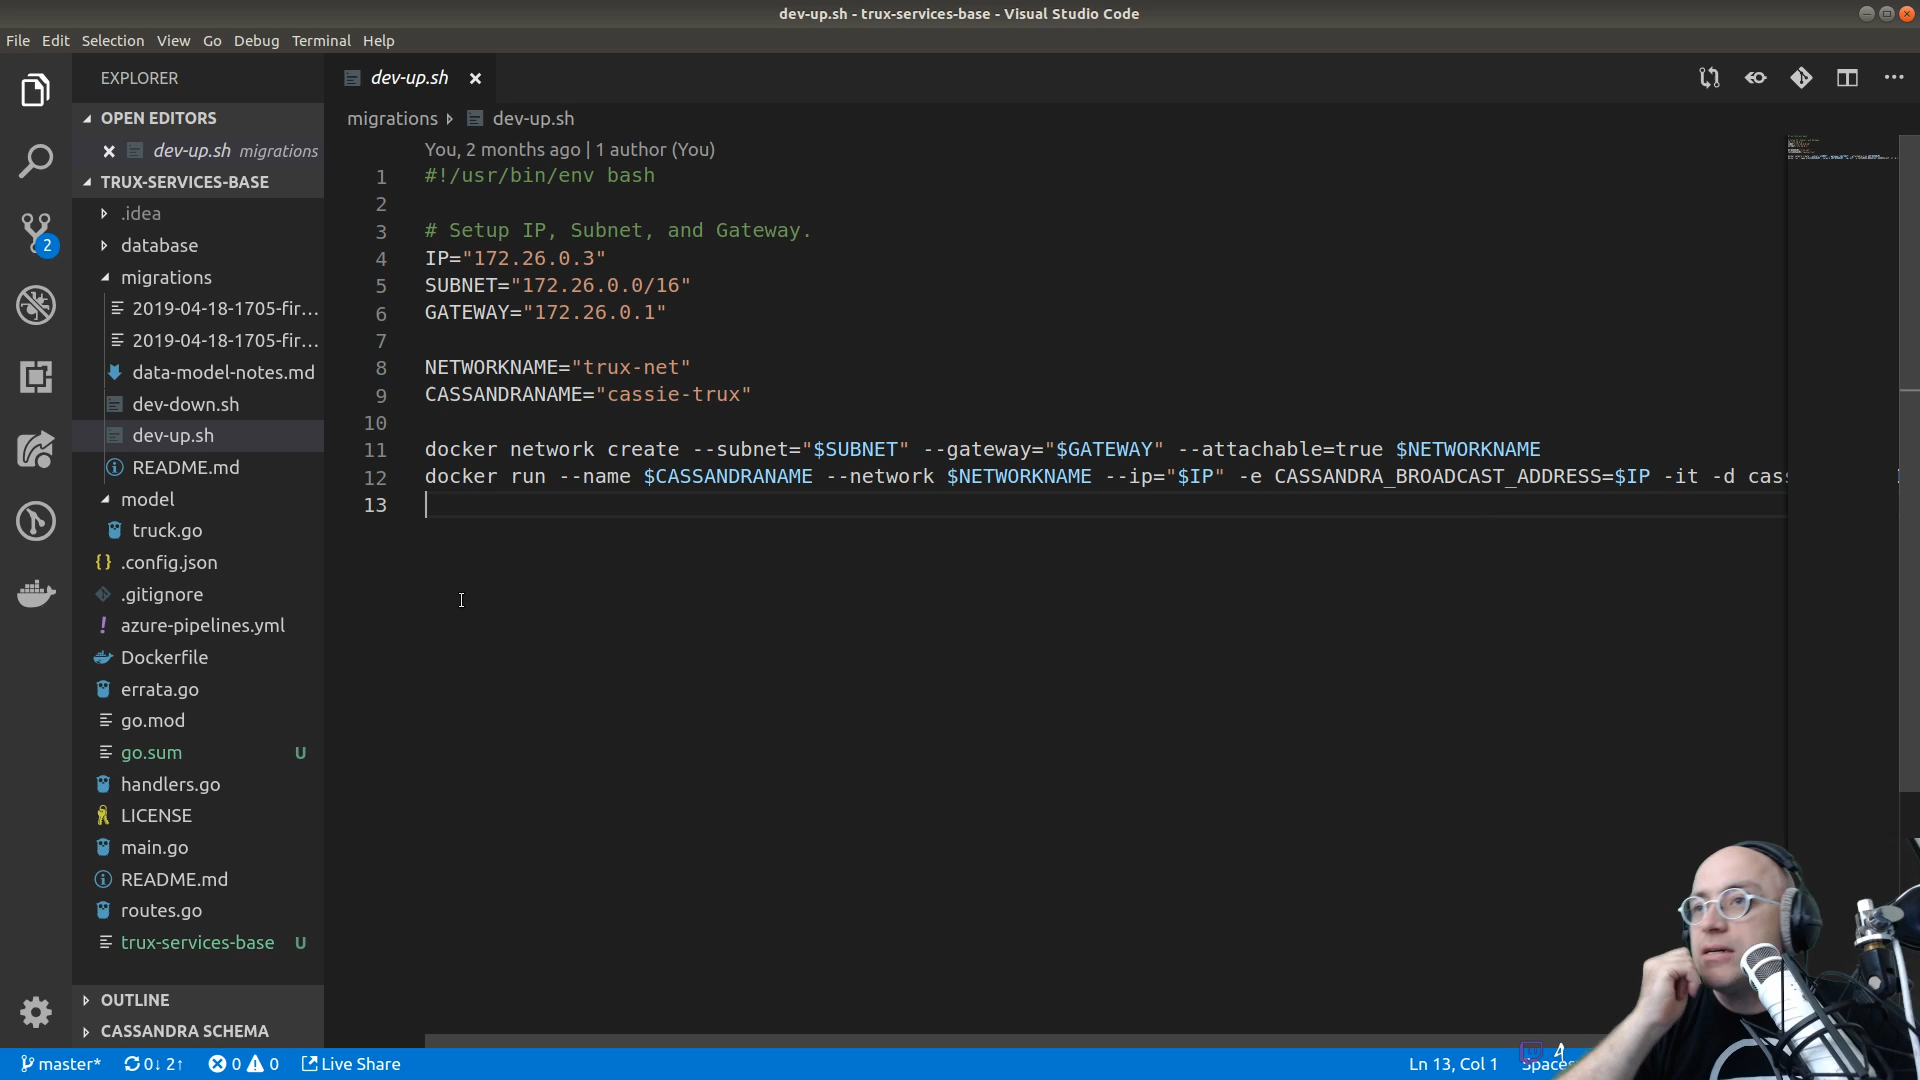 dev-up.sh - trux-services-base - Visual Studio Code
File Edit Selection View Go Debug Terminal Help
EXPLORER
OPEN EDITORS
dev-up.sh migrations
TRUX-SERVICES-BASE
.idea
database
migrations
2019-04-18-1705-fir...
2019-04-18-1705-fir...
data-model-notes.md
dev-down.sh
dev-up.sh
README.md
model
truck.go
.config.json
.gitignore
azure-pipelines.yml
Dockerfile
errata.go
go.mod
go.sum U
handlers.go
LICENSE
main.go
README.md
routes.go
trux-services-base U
OUTLINE
CASSANDRA SCHEMA
2
dev-up.sh
migrations dev-up.sh
You, 2 months ago | 1 author (You)
1 #!/usr/bin/env bash
2
3 # Setup IP, Subnet, and Gateway.
4 IP="172.26.0.3"
5 SUBNET="172.26.0.0/16"
6 GATEWAY="172.26.0.1"
7
8 NETWORKNAME="trux-net"
9 CASSANDRANAME="cassie-trux"
10
11 docker network create --subnet="$SUBNET" --gateway="$GATEWAY" --attachable=true $NETWORKNAME
12 docker run --name $CASSANDRANAME --network $NETWORKNAME --ip="$IP" -e CASSANDRA_BROADCAST_ADDRESS=$IP -it -d cas
13
master* 0↓ 2↑ 0 0 Live Share Ln 13, Col 1 Spaces